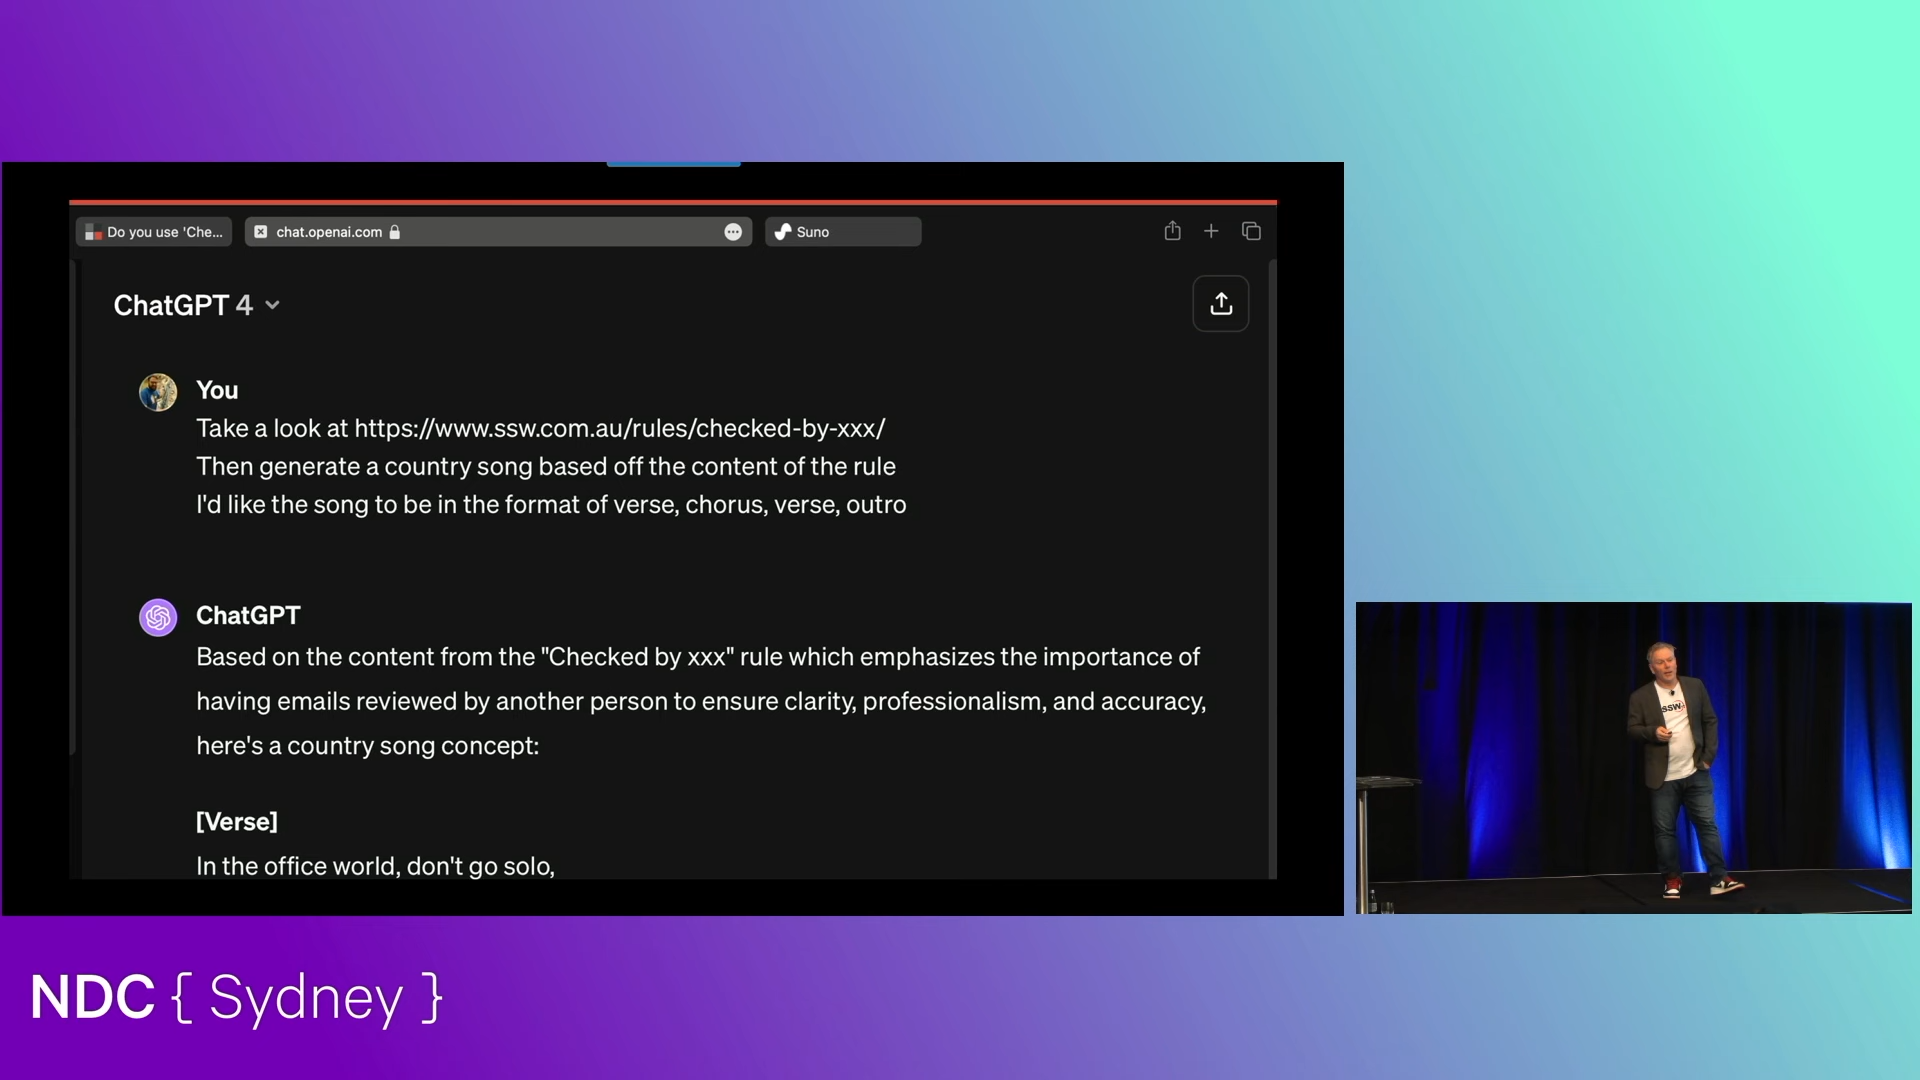 Do you use 'Che...
chat.openai.com
Suno
ChatGPT 4
You
Take a look at https://www.ssw.com.au/rules/checked-by-xxx/
Then generate a country song based off the content of the rule
I'd like the song to be in the format of verse, chorus, verse, outro
ChatGPT
Based on the content from the "Checked by xxx" rule which emphasizes the importance of
having emails reviewed by another person to ensure clarity, professionalism, and accuracy,
here's a country song concept:
[Verse]
In the office world, don't go solo,
SSW
NDC { Sydney }